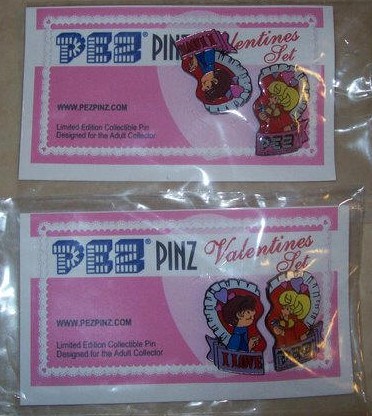 PEZ® PINZ Valentines
Set
WWW.PEZPINZ.COM
Limited Edition Collectible Pin
Designed for the Adult Collector
PEZ
PEZ® PINZ Valentines
Set
WWW.PEZPINZ.COM
Limited Edition Collectible Pin
Designed for the Adult Collector